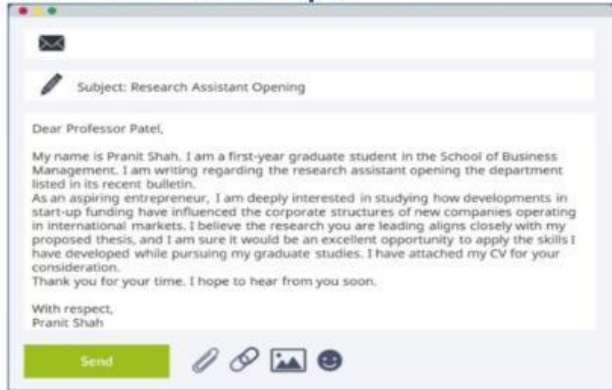 Subject: Research Assistant Opening
Dear Professor Patel,
My name is Pranit Shah. I am a first-year graduate student in the School of Business
Management. I am writing regarding the research assistant opening the department
listed in its recent bulletin.
As an aspiring entrepreneur, I am deeply interested in studying how developments in
start-up funding have influenced the corporate structures of new companies operating
in international markets. I believe the research you are leading aligns closely with my
proposed thesis, and I am sure it would be an excellent opportunity to apply the skills I
have developed while pursuing my graduate studies. I have attached my CV for your
consideration.
Thank you for your time. I hope to hear from you soon.
With respect,
Pranit Shah
Send